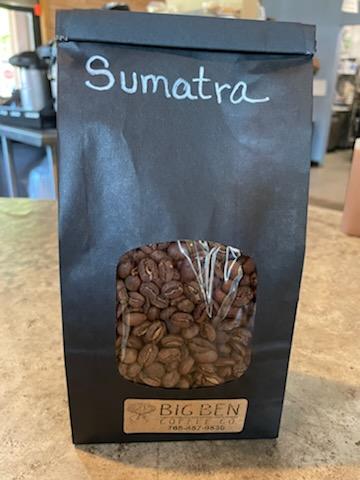 Sumatra
BIG BEN
COFFEE CO.